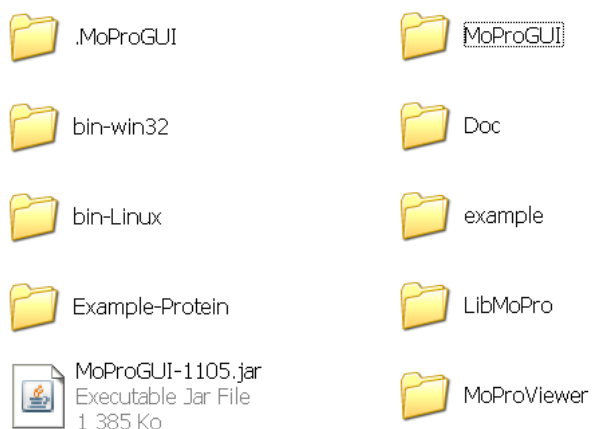 .MoProGUI
MoProGUI
bin-win32
Doc
bin-Linux
example
Example-Protein
LibMoPro
MoProGUI-1105.jar
Executable Jar File
1 385 Ko
MoProViewer